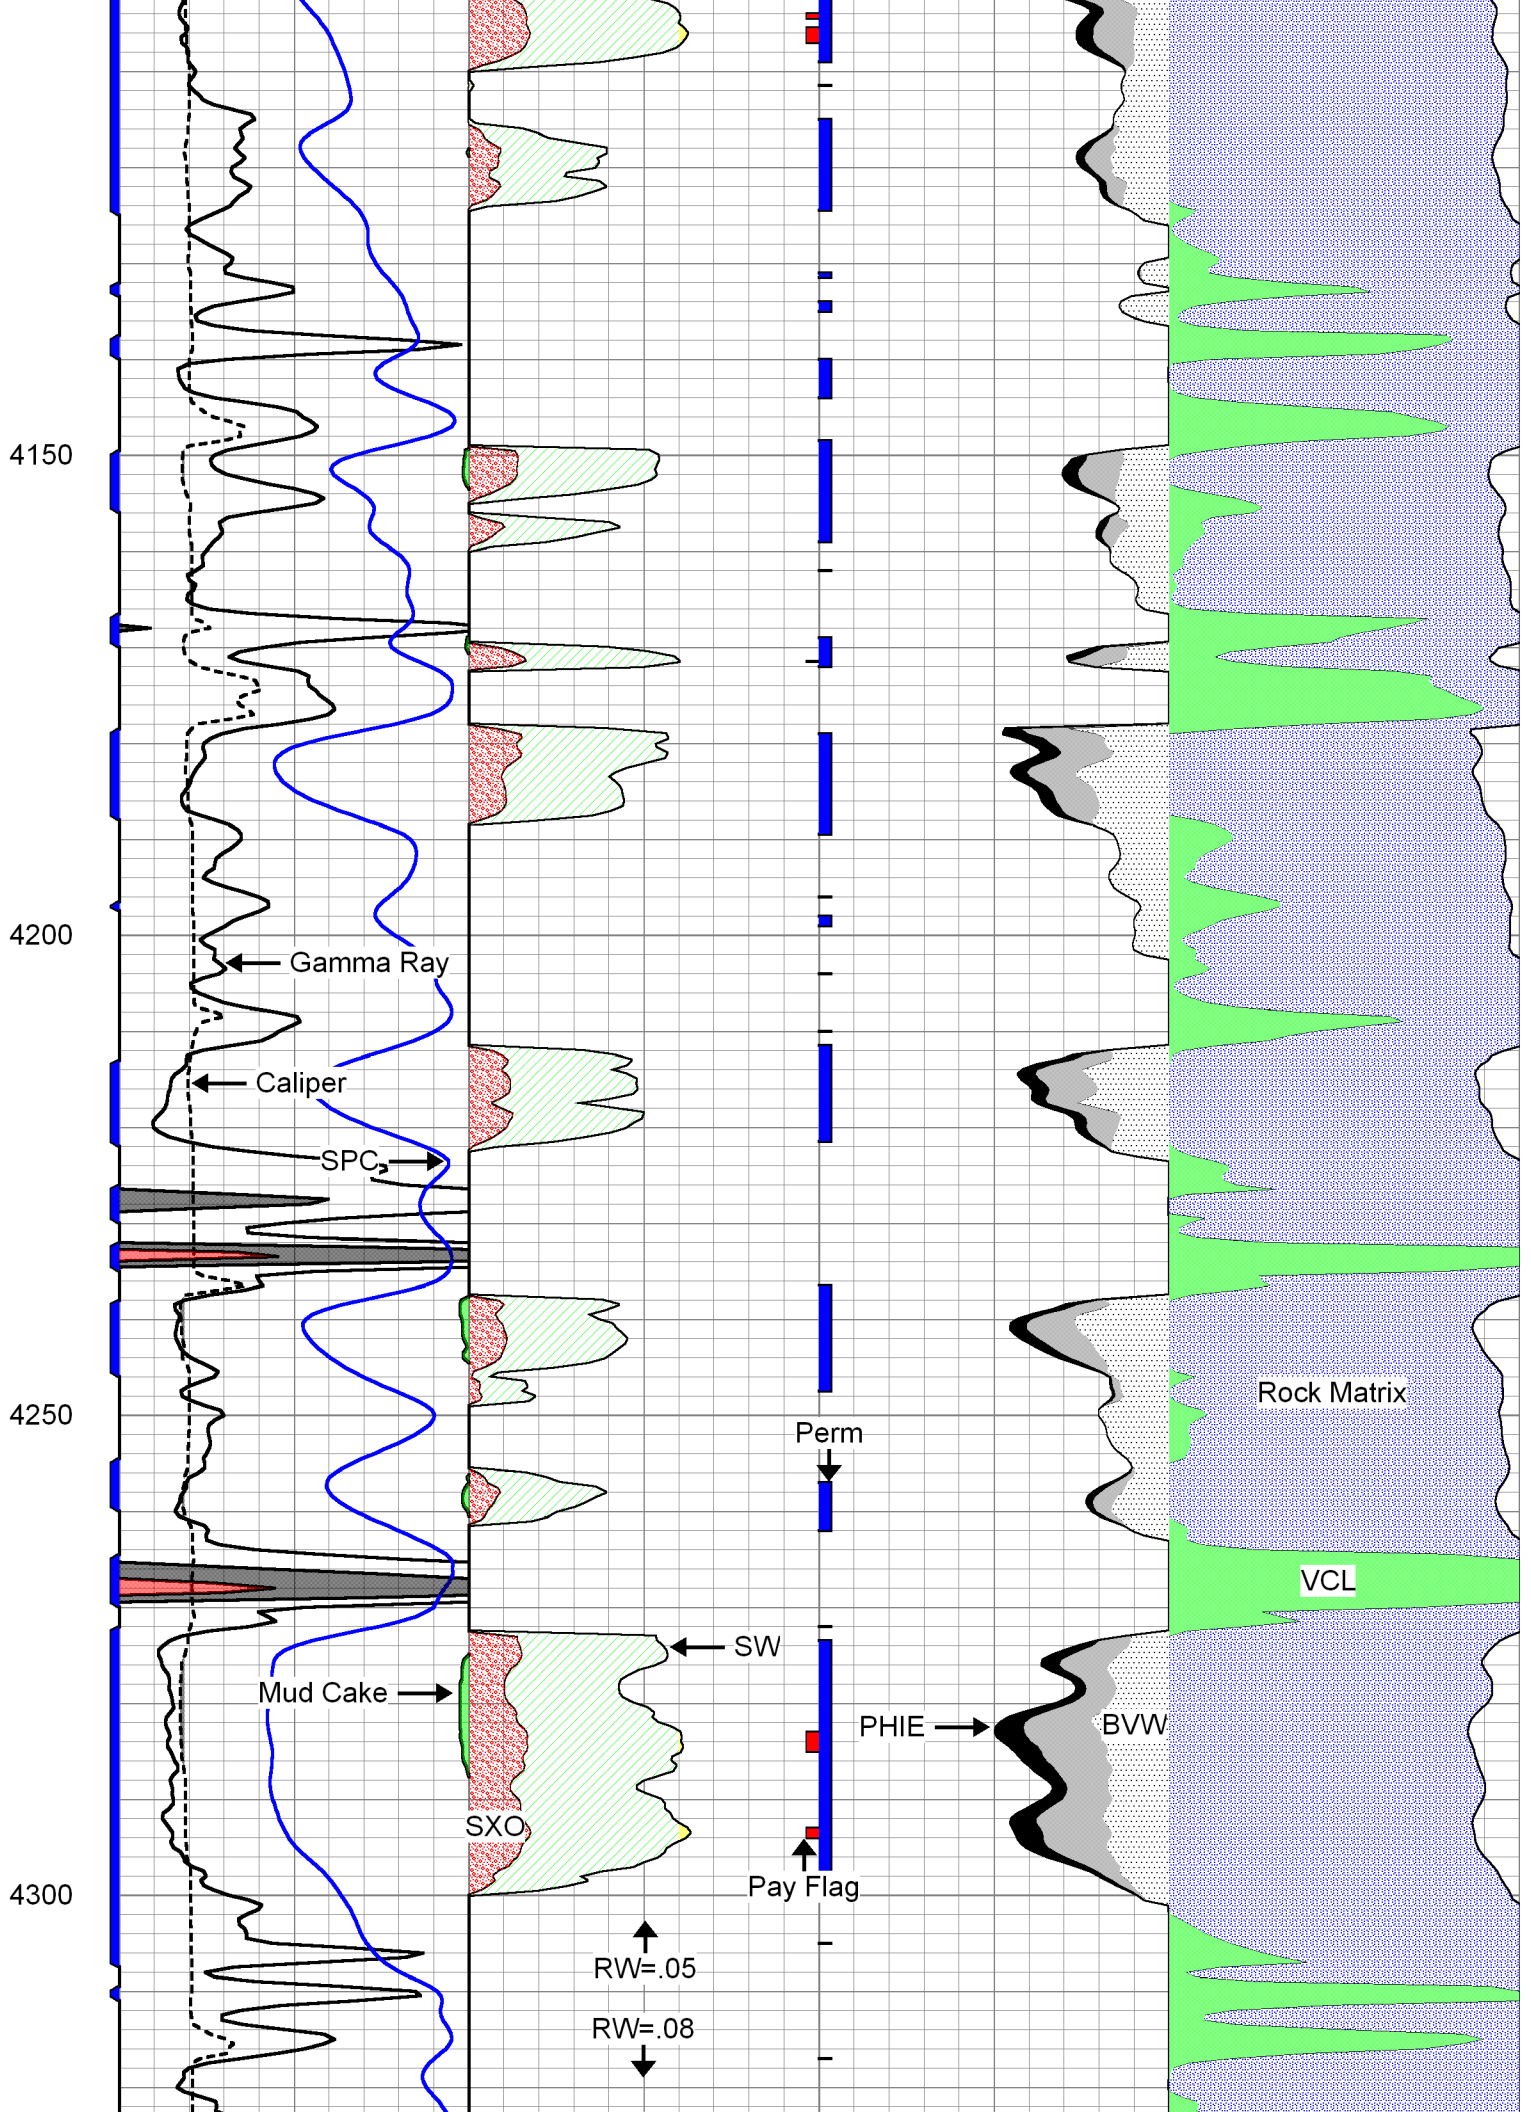 4150
4200
Gamma Ray
Caliper
SPC
Rock Matrix
4250
Perm
VCL
SW
Mud Cake
PHIE
BVW
SXO
Pay Flag
4300
RW=.05
RW=.08